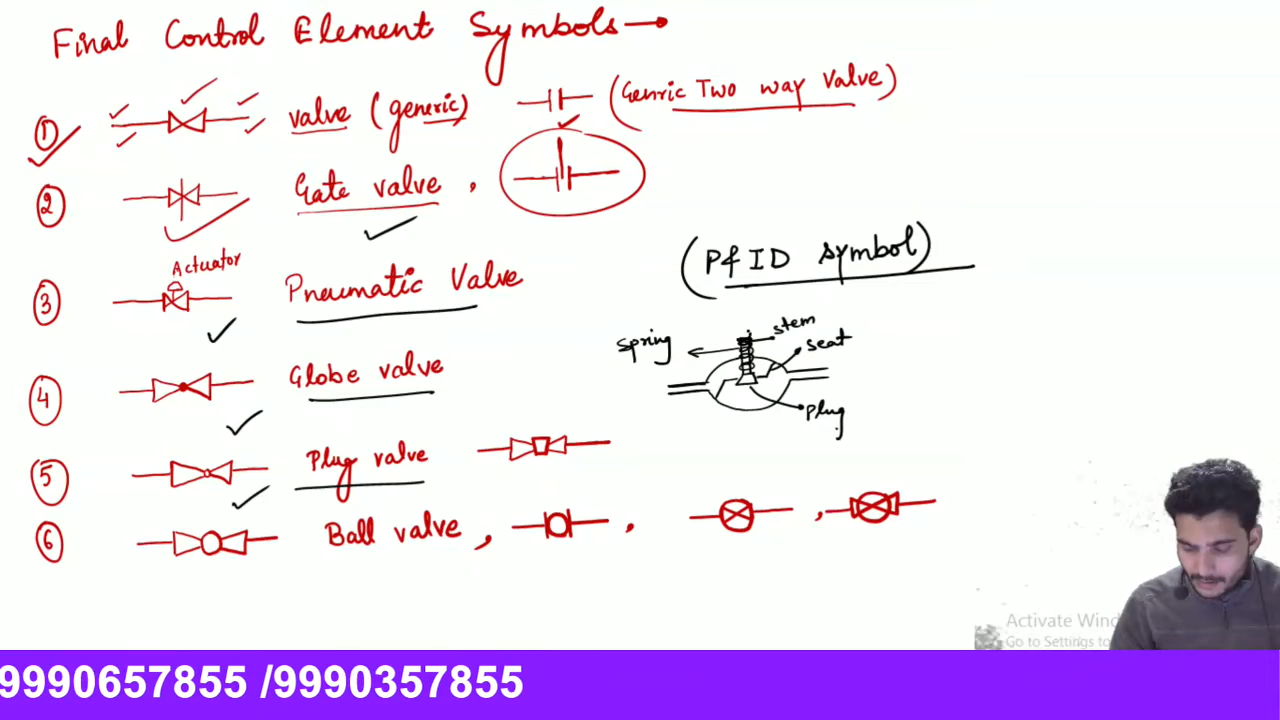 Final Control Element Symbols
① valve (generic) (Genric Two way Valve)
② Gate valve,
(P&ID symbol)
Actuator
③ Pneumatic Valve
stem
spring
seat
④ Globe valve
plug
⑤ Plug valve
⑥ Ball valve, , ,
Activate Wind
Go to Settings to
9990657855 /9990357855